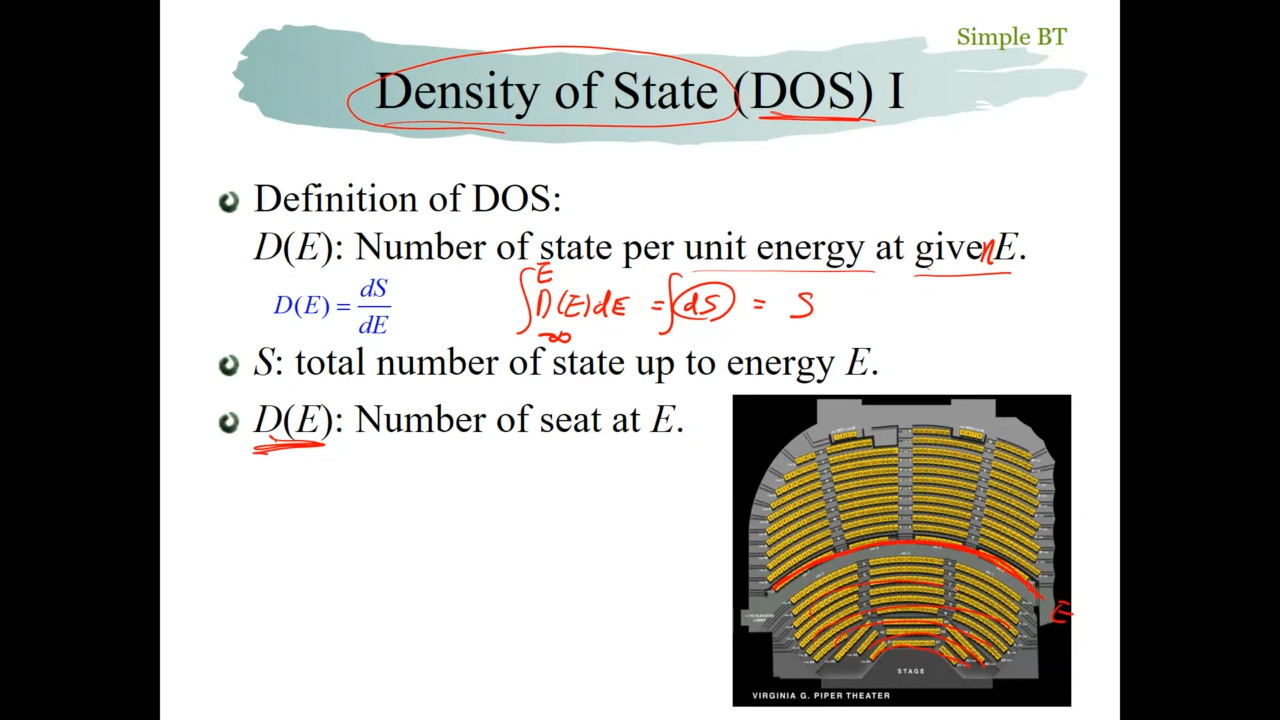 Simple BT
Density of State (DOS) I
Definition of DOS:
D(E): Number of state per unit energy at given E.
D(E) = dS/dE
∫_{-∞}^{E} D(E)dE = ∫dS = S
S: total number of state up to energy E.
D(E): Number of seat at E.
E
STAGE
VIRGINIA G. PIPER THEATER